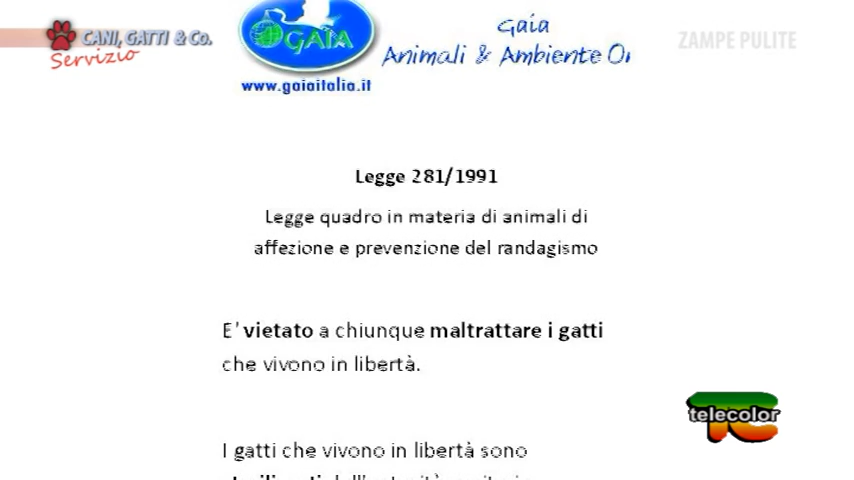 CANI, GATTI & Co.
Servizio
GAIA
www.gaiaitalia.it
Gaia
Animali & Ambiente
ZAMPE PULITE
Legge 281/1991
Legge quadro in materia di animali di
affezione e prevenzione del randagismo
E' vietato a chiunque maltrattare i gatti
che vivono in libertà.
telecolor
I gatti che vivono in libertà sono